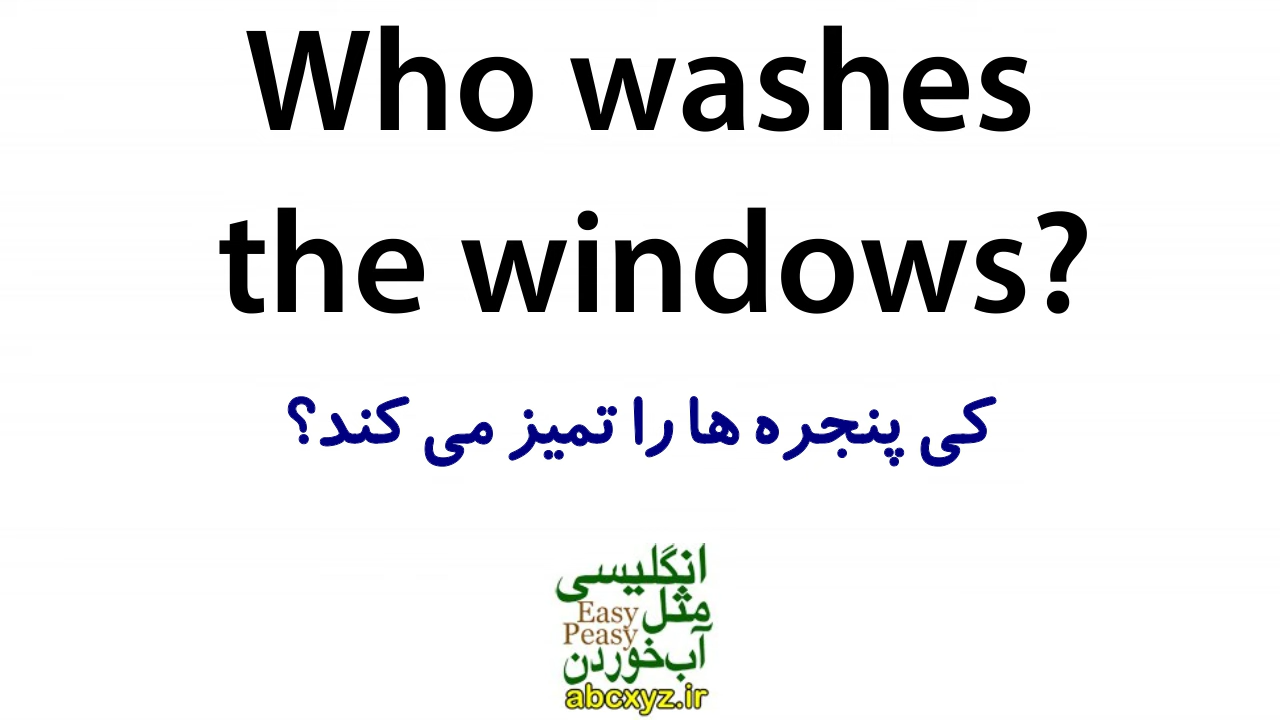 Who washes
the windows?
کی پنجره ها را تمیز می کند؟
انگلیسی
مثل
Easy
Peasy
آب خوردن
abcxyz.ir